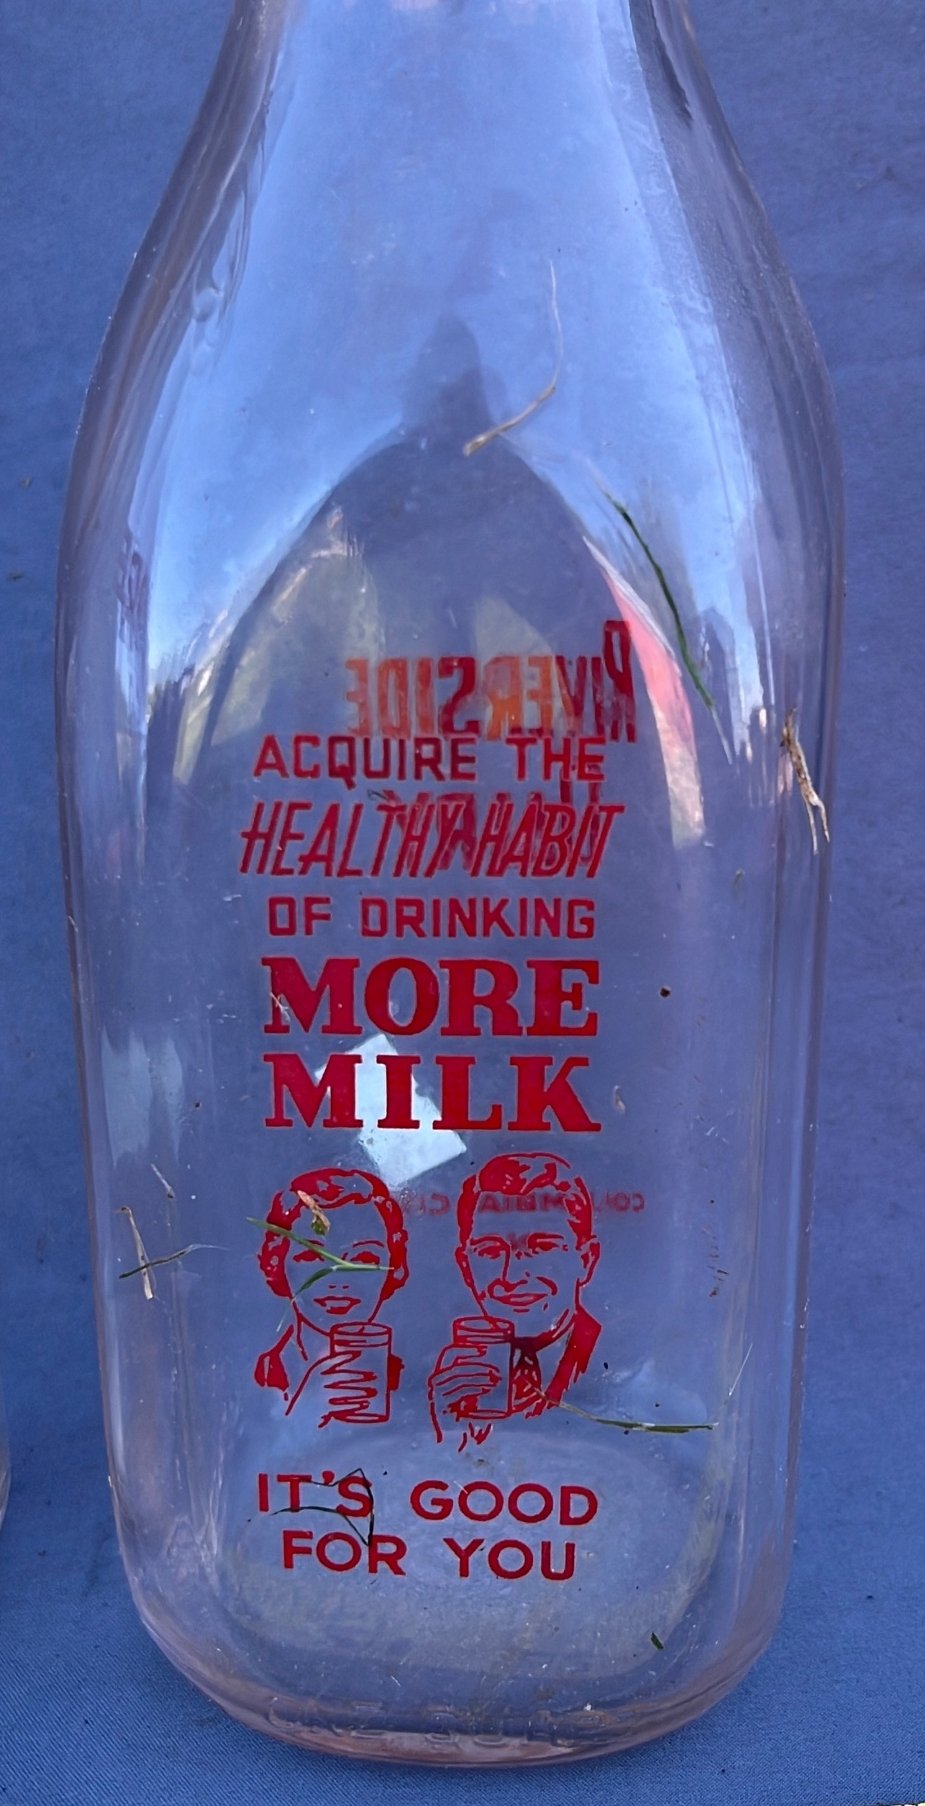 RIVERSIDE
ACQUIRE THE
HEALTHY HABIT
OF DRINKING
MORE
MILK
IT'S GOOD
FOR YOU